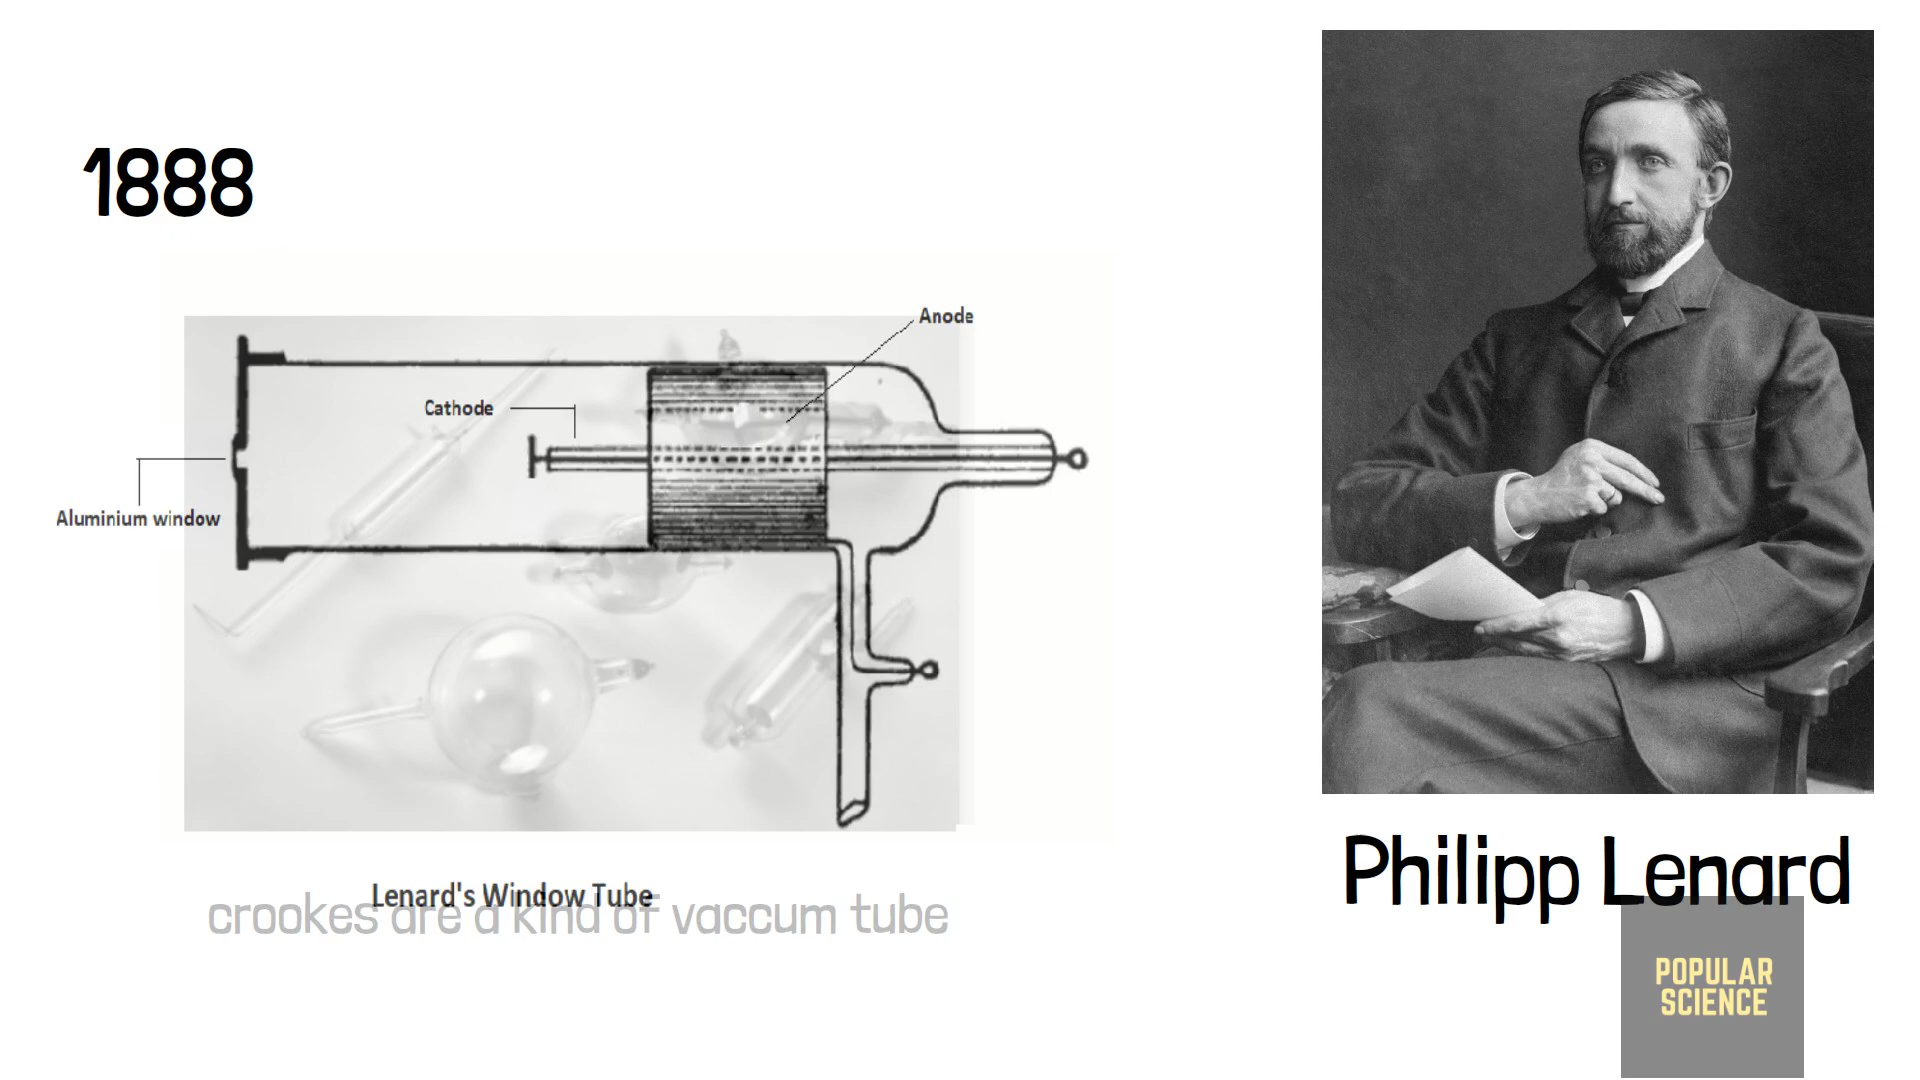 1888
Anode
Cathode
Aluminium window
Lenard's Window Tube
crookes are a kind of vaccum tube
Philipp Lenard
POPULAR
SCIENCE